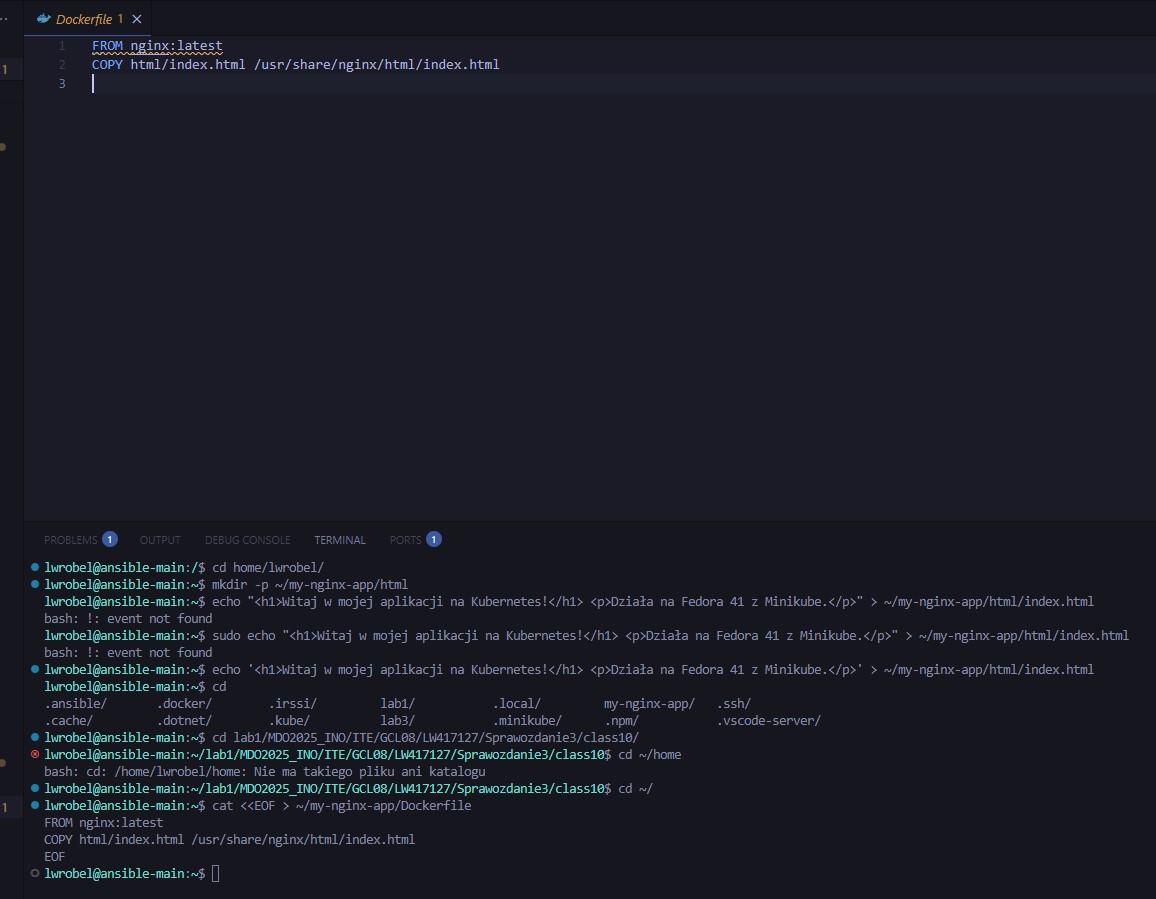 Dockerfile 1
1 FROM nginx:latest
2 COPY html/index.html /usr/share/nginx/html/index.html
3
1
1
PROBLEMS 1 OUTPUT DEBUG CONSOLE TERMINAL PORTS 1
lwrobel@ansible-main:/$ cd home/lwrobel/
lwrobel@ansible-main:~$ mkdir -p ~/my-nginx-app/html
lwrobel@ansible-main:~$ echo "<h1>Witaj w mojej aplikacji na Kubernetes!</h1> <p>Działa na Fedora 41 z Minikube.</p>" > ~/my-nginx-app/html/index.html
bash: !: event not found
lwrobel@ansible-main:~$ sudo echo "<h1>Witaj w mojej aplikacji na Kubernetes!</h1> <p>Działa na Fedora 41 z Minikube.</p>" > ~/my-nginx-app/html/index.html
bash: !: event not found
lwrobel@ansible-main:~$ echo '<h1>Witaj w mojej aplikacji na Kubernetes!</h1> <p>Działa na Fedora 41 z Minikube.</p>' > ~/my-nginx-app/html/index.html
lwrobel@ansible-main:~$ cd
.ansible/ .docker/ .irssi/ lab1/ .local/ my-nginx-app/ .ssh/
.cache/ .dotnet/ .kube/ lab3/ .minikube/ .npm/ .vscode-server/
lwrobel@ansible-main:~$ cd lab1/MDO2025_INO/ITE/GCL08/LW417127/Sprawozdanie3/class10/
lwrobel@ansible-main:~/lab1/MDO2025_INO/ITE/GCL08/LW417127/Sprawozdanie3/class10$ cd ~/home
bash: cd: /home/lwrobel/home: Nie ma takiego pliku ani katalogu
lwrobel@ansible-main:~/lab1/MDO2025_INO/ITE/GCL08/LW417127/Sprawozdanie3/class10$ cd ~/
lwrobel@ansible-main:~$ cat <<EOF > ~/my-nginx-app/Dockerfile
FROM nginx:latest
COPY html/index.html /usr/share/nginx/html/index.html
EOF
lwrobel@ansible-main:~$